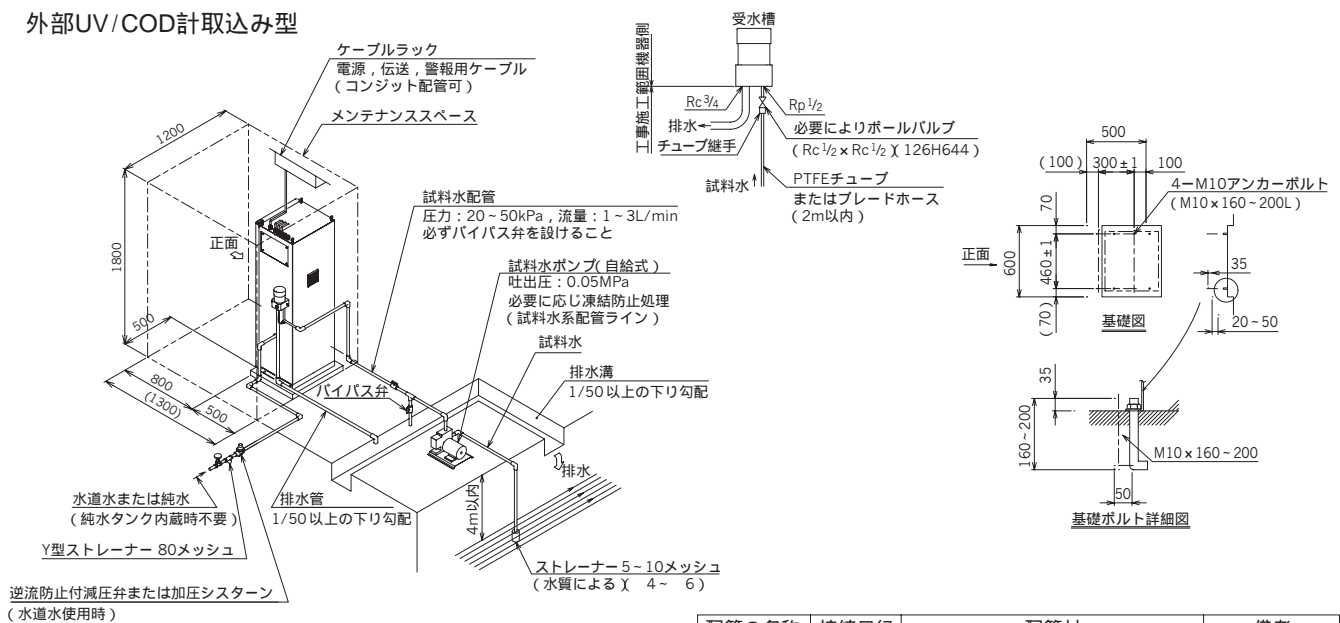 外部UV/COD計取込み型
ケーブルラック
電源，伝送，警報用ケーブル
（コンジット配管可）
メンテナンススペース
1200
1800
正面
500
800
(1300)
500
試料水配管
圧力：20~50kPa，流量：1~3L/min
必ずバイパス弁を設けること
試料水ポンプ（自給式）
吐出圧：0.05MPa
必要に応じ凍結防止処理
（試料水系配管ライン）
試料水
排水溝
1/50以上の下り勾配
バイパス弁
排水
4m以内
水道水または純水
（純水タンク内蔵時不要）
排水管
1/50以上の下り勾配
Y型ストレーナー 80メッシュ
逆流防止付減圧弁または加圧シスターン
（水道水使用時）
ストレーナー 5~10メッシュ
（水質による）（ 4~ 6）
受水槽
機器側
工事施工範囲
Rc3/4
Rp1/2
排水
チューブ継手
必要によりボールバルブ
（Rc1/2×Rc1/2）（126H644）
試料水
PTFEチューブ
またはブレードホース
（2m以内）
500
(100)
300±1
100
4－M10アンカーボルト
（M10×160~200L）
70
正面
600
460±1
(70)
35
20~50
基礎図
35
160~200
M10×160~200
50
基礎ボルト詳細図